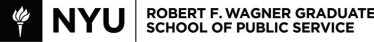 NYU
ROBERT F. WAGNER GRADUATE
SCHOOL OF PUBLIC SERVICE